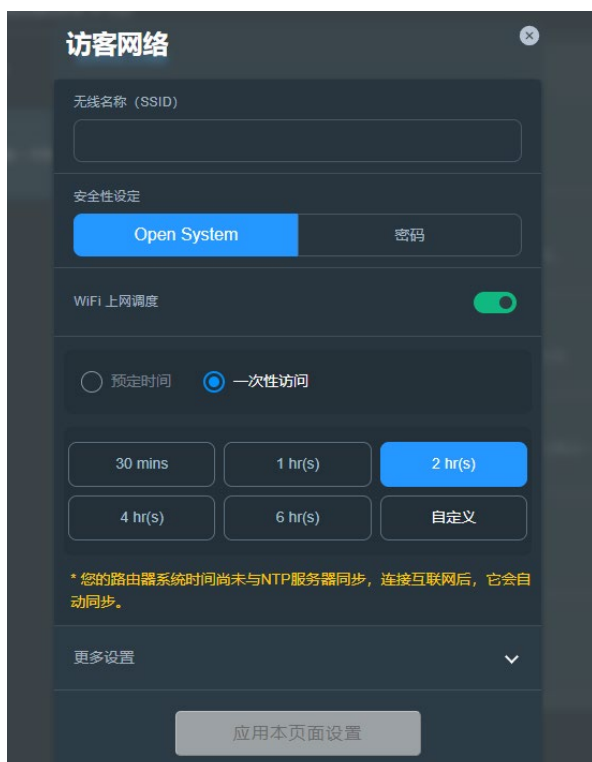 访客网络
无线名称（SSID）
安全性设定
Open System
密码
WiFi 上网调度
预定时间
一次性访问
30 mins
1 hr(s)
2 hr(s)
4 hr(s)
6 hr(s)
自定义
* 您的路由器系统时间尚未与NTP服务器同步，连接互联网后，它会自
动同步。
更多设置
应用本页面设置